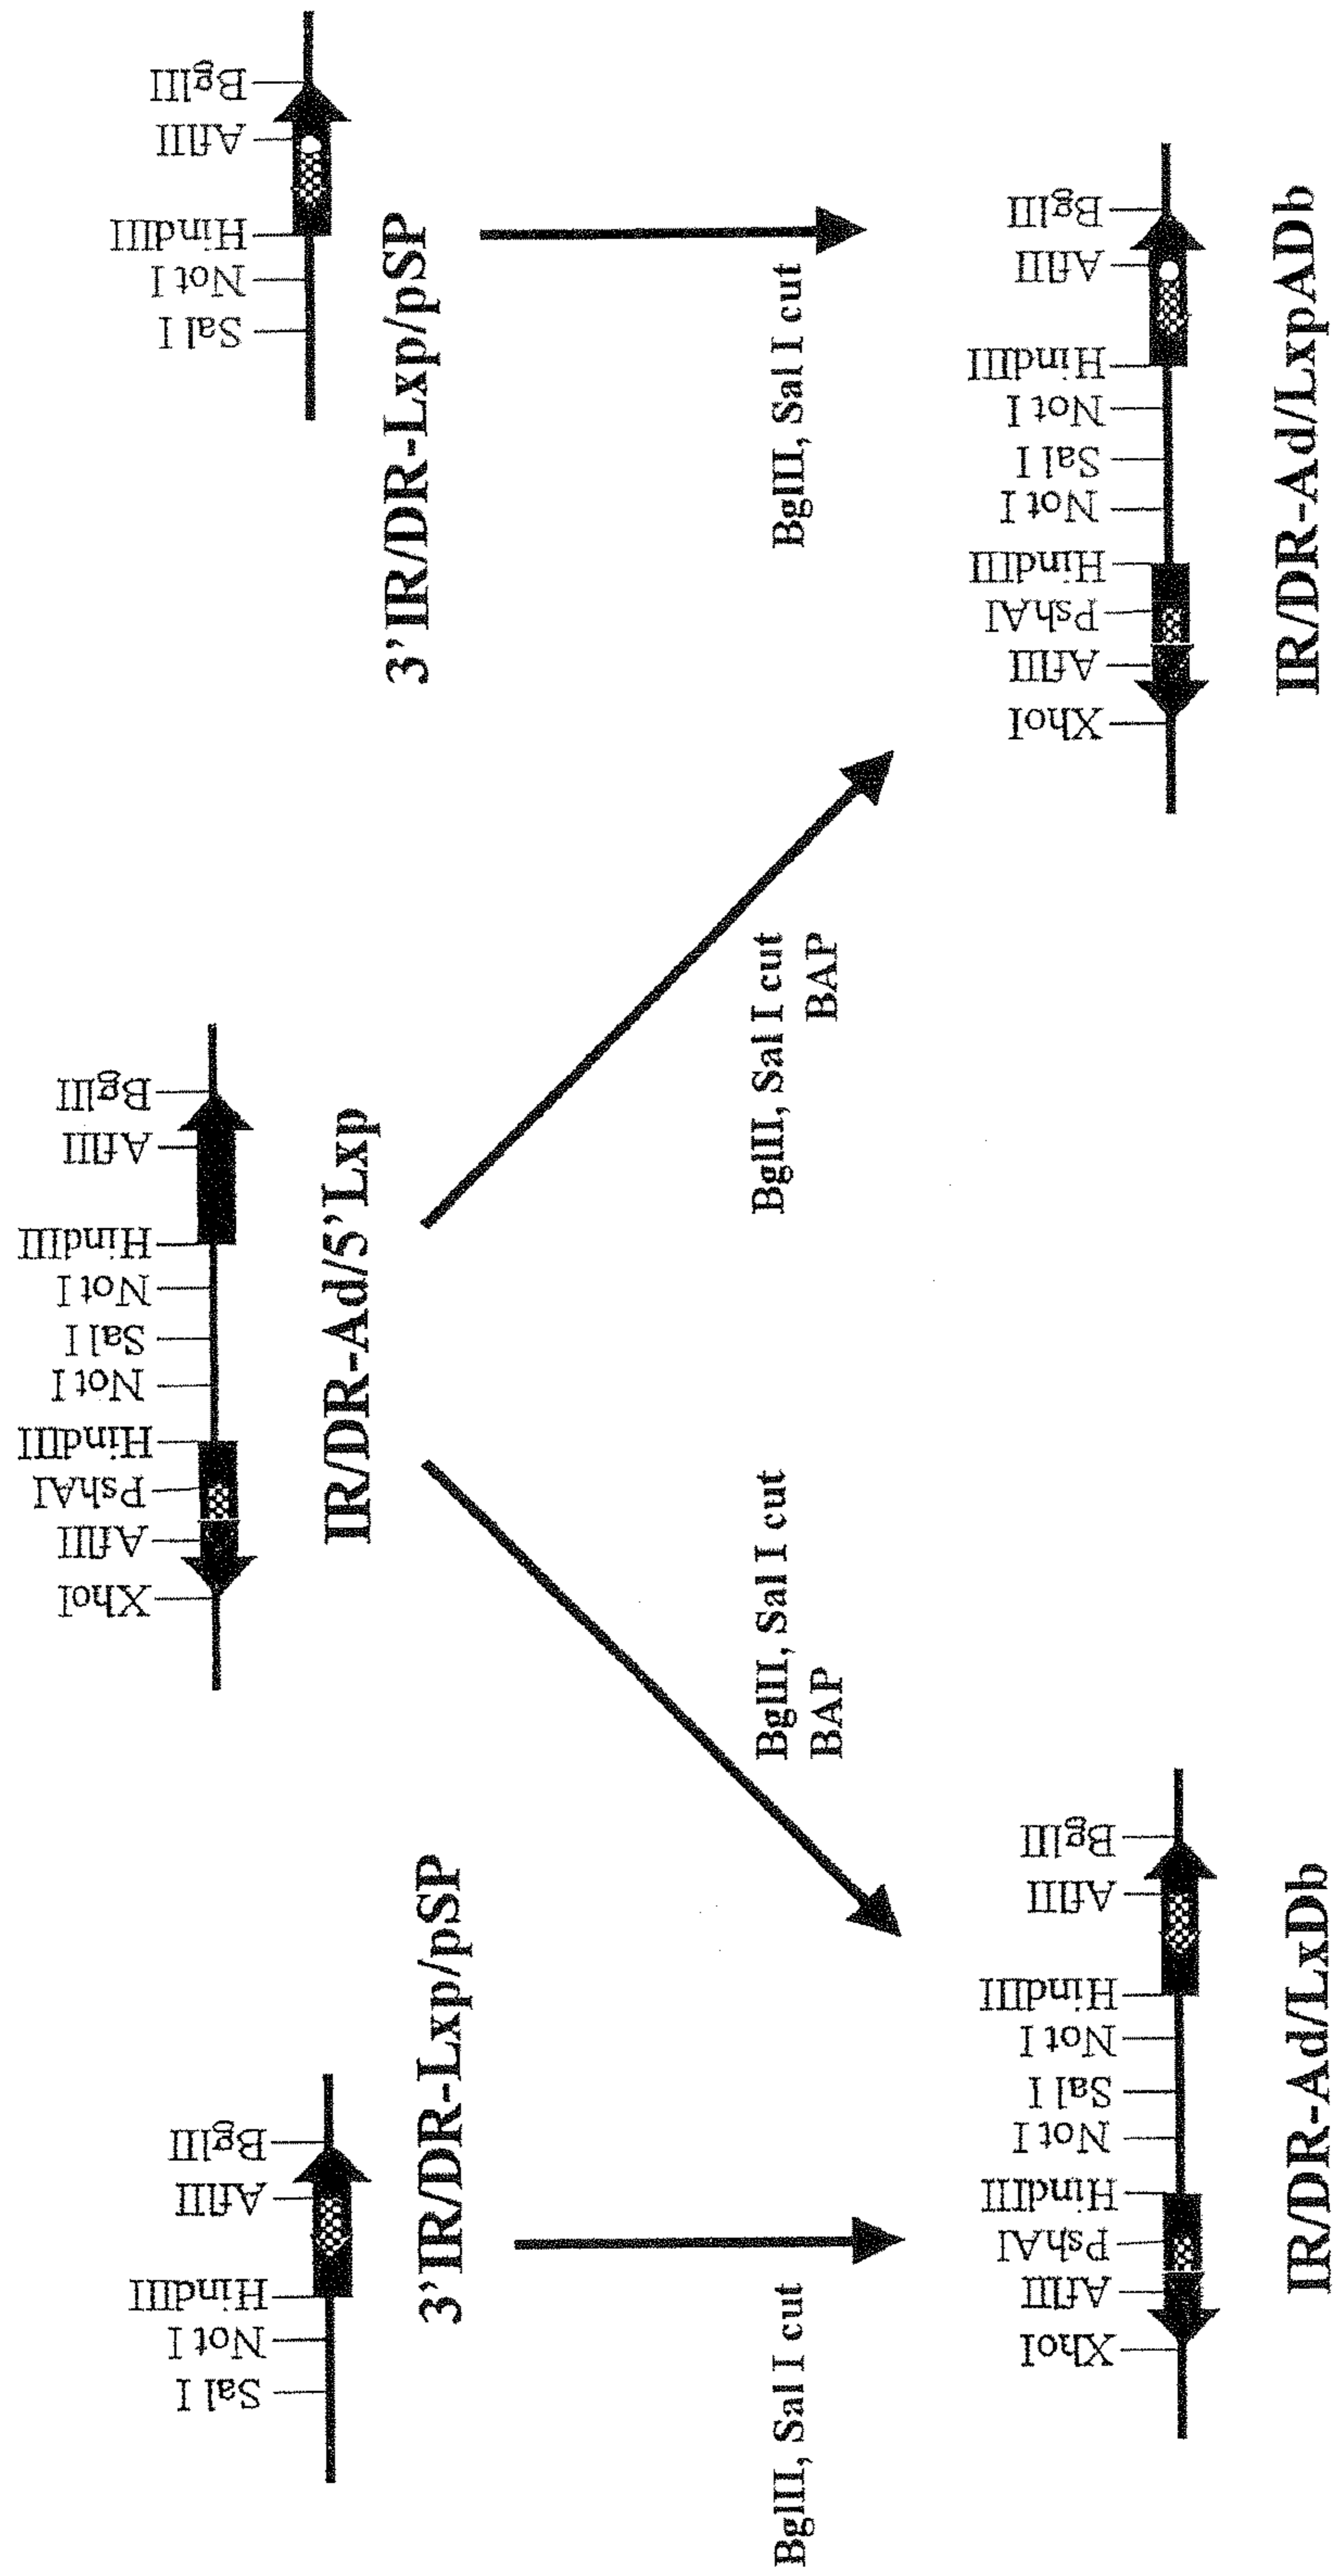 Sal I
Not I
HindIII
AflII
BglII
3'IR/DR-Lxp/pSP
XhoI
AflII
PshAI
HindIII
Not I
Sal I
Not I
HindIII
AflII
BglII
IR/DR-Ad/5'Lxp
Sal I
Not I
HindIII
AflII
BglII
3'IR/DR-Lxp/pSP
BglII, Sal I cut
BglII, Sal I cut
BAP
BglII, Sal I cut
BAP
BglII, Sal I cut
XhoI
AflII
PshAI
HindIII
Not I
Sal I
Not I
HindIII
AflII
BglII
IR/DR-Ad/LxDb
XhoI
AflII
PshAI
HindIII
Not I
Sal I
Not I
HindIII
AflII
BglII
IR/DR-Ad/LxpADb